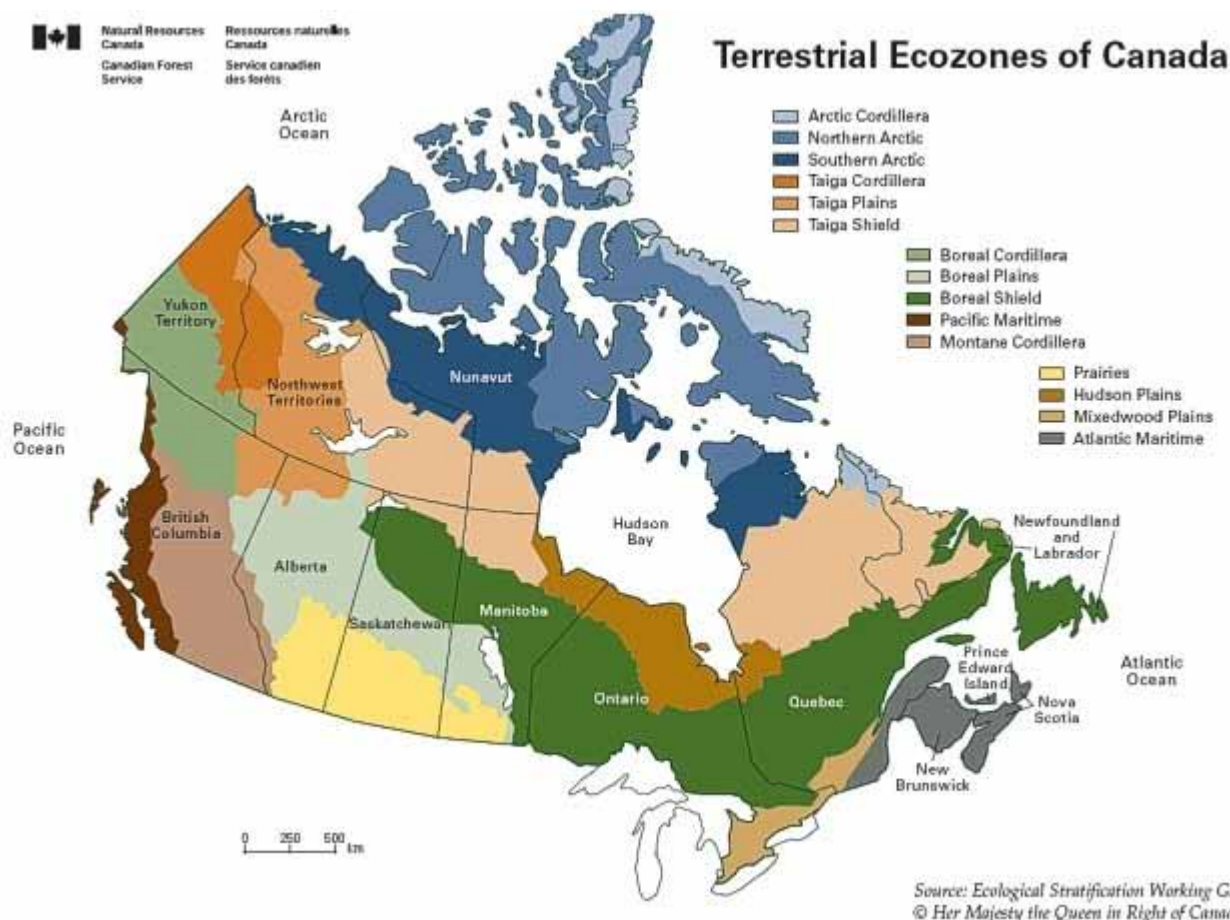 Natural Resources
Canada
Canadian Forest
Service
Ressources naturelles
Canada
Service canadien
des forêts
Terrestrial Ecozones of Canada
Arctic
Ocean
Arctic Cordillera
Northern Arctic
Southern Arctic
Taiga Cordillera
Taiga Plains
Taiga Shield
Boreal Cordillera
Boreal Plains
Boreal Shield
Pacific Maritime
Montane Cordillera
Prairies
Hudson Plains
Mixedwood Plains
Atlantic Maritime
Yukon
Territory
Northwest
Territories
Nunavut
Pacific
Ocean
British
Columbia
Alberta
Saskatchewan
Manitoba
Hudson
Bay
Ontario
Quebec
Newfoundland
and
Labrador
Prince
Edward
Island
Nova
Scotia
New
Brunswick
Atlantic
Ocean
0 250 500
km
Source: Ecological Stratification Working G
© Her Majesty the Queen in Right of Canad